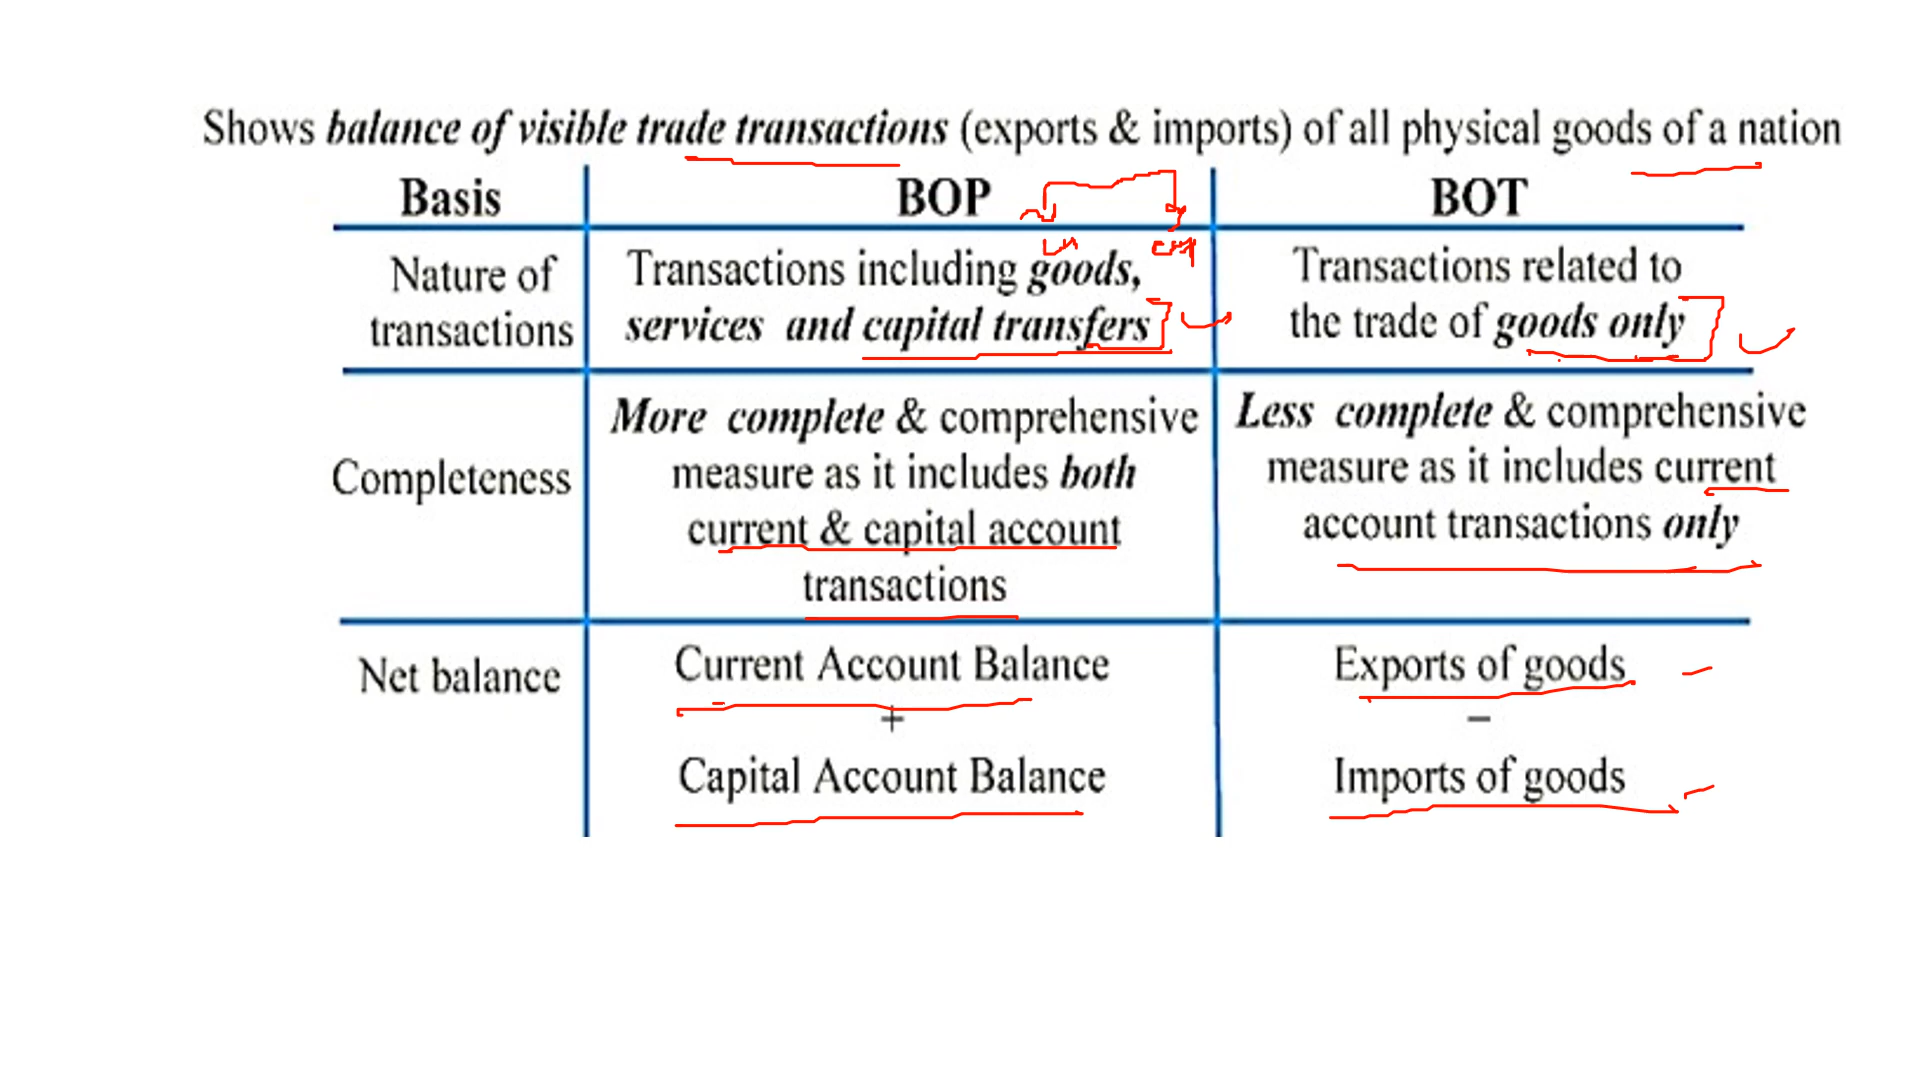 Shows balance of visible trade transactions (exports & imports) of all physical goods of a nation
Basis BOP BOT
Nature of transactions
Transactions including goods,
services and capital transfers
Transactions related to
the trade of goods only
Completeness
More complete & comprehensive
measure as it includes both
current & capital account
transactions
Less complete & comprehensive
measure as it includes current
account transactions only
Net balance
Current Account Balance
+
Capital Account Balance
Exports of goods
−
Imports of goods